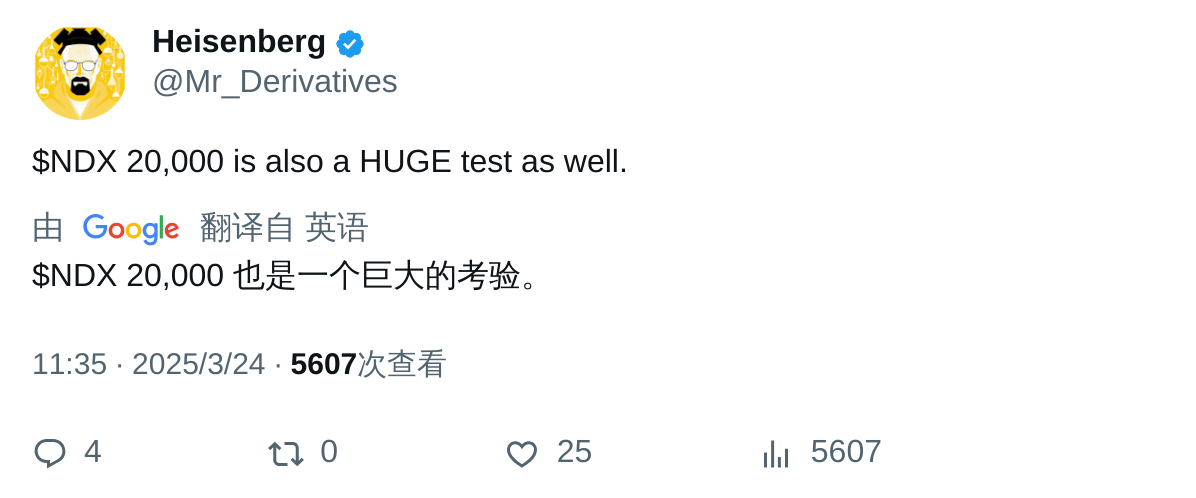 Heisenberg
@Mr_Derivatives
$NDX 20,000 is also a HUGE test as well.
由 Google 翻译自 英语
$NDX 20,000 也是一个巨大的考验。
11:35 · 2025/3/24 · 5607次查看
4 0 25 5607